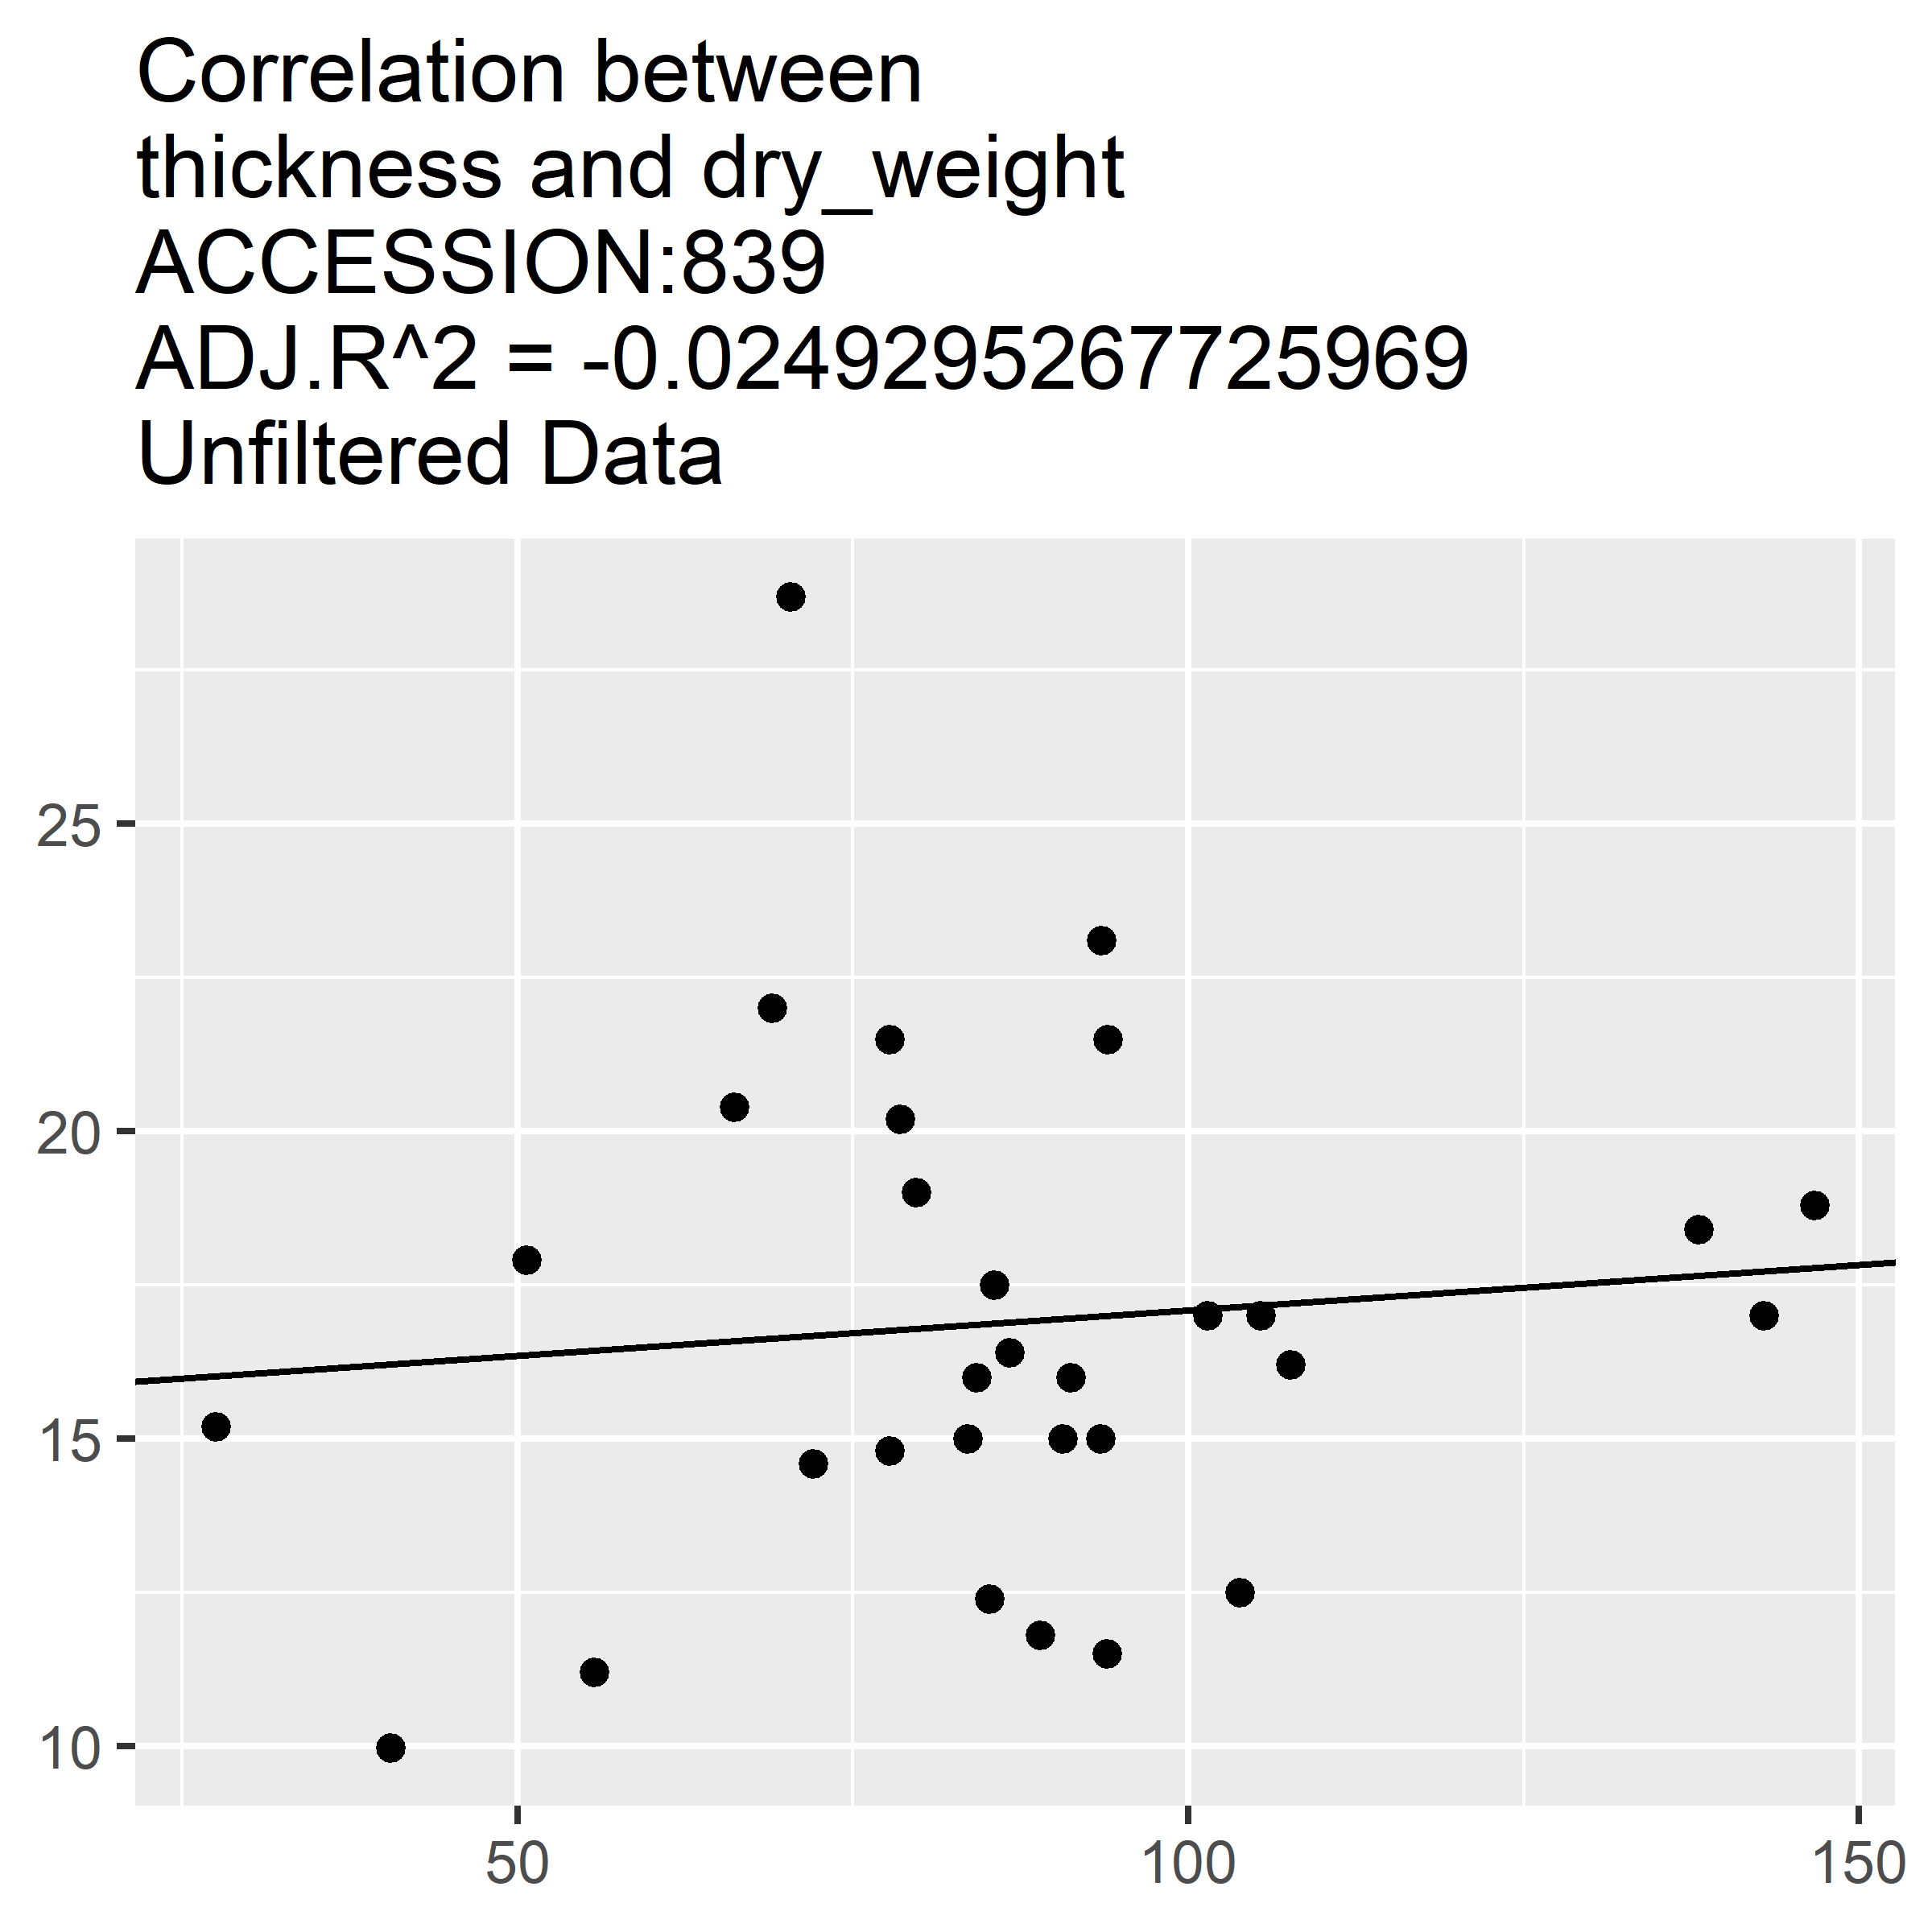 Correlation between
thickness and dry_weight
ACCESSION:839
ADJ.R^2 = -0.0249295267725969
Unfiltered Data
25
20
15
10
50 100 150